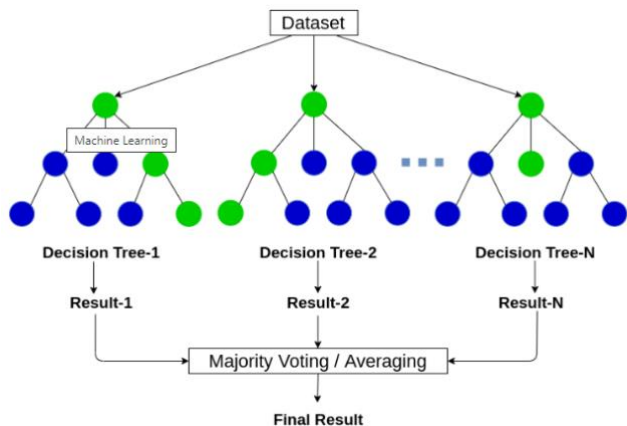 Dataset
Machine Learning
Decision Tree-1
Decision Tree-2
Decision Tree-N
Result-1
Result-2
Result-N
Majority Voting / Averaging
Final Result